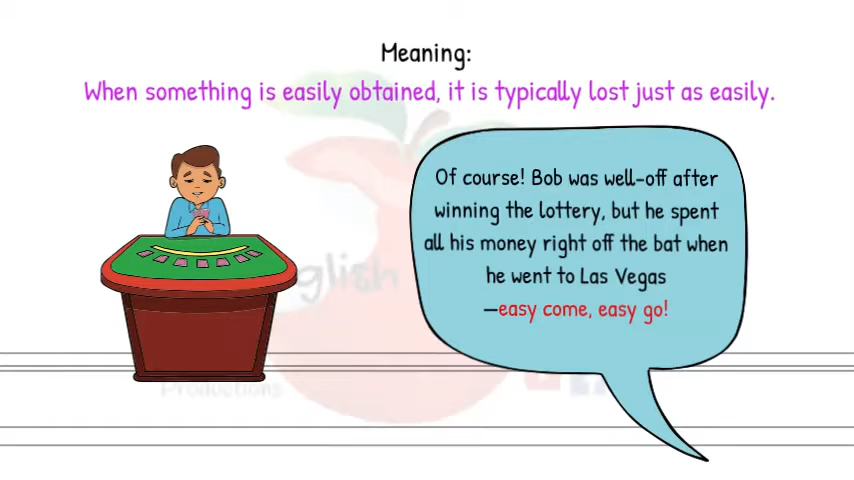 Meaning:
When something is easily obtained, it is typically lost just as easily.
Of course! Bob was well-off after
winning the lottery, but he spent
all his money right off the bat when
he went to Las Vegas
—easy come, easy go!
English
Productions